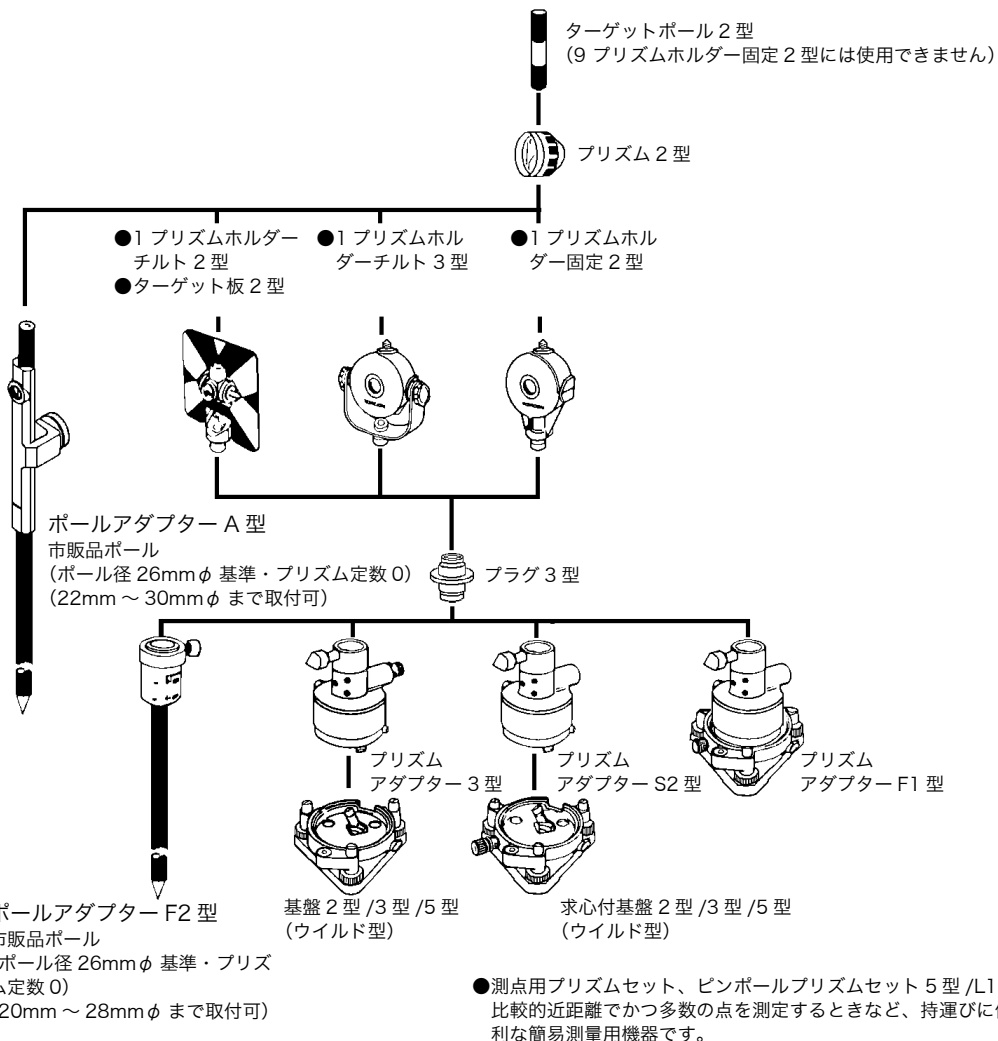 ターゲットポール 2 型
(9 プリズムホルダー固定 2 型には使用できません)
プリズム 2 型
●1 プリズムホルダー
チルト 2 型
●ターゲット板 2 型
●1 プリズムホル
ダーチルト 3 型
●1 プリズムホル
ダー固定 2 型
ポールアダプター A 型
市販品ポール
(ポール径 26mmφ 基準・プリズム定数 0)
(22mm ～ 30mmφ まで取付可)
プラグ 3 型
プリズム
アダプター 3 型
プリズム
アダプター S2 型
プリズム
アダプター F1 型
ポールアダプター F2 型
市販品ポール
ポール径 26mmφ 基準・プリズ
ム定数 0)
20mm ～ 28mmφ まで取付可)
基盤 2 型 /3 型 /5 型
(ウイルド型)
求心付基盤 2 型 /3 型 /5 型
(ウイルド型)
●測点用プリズムセット、ピンポールプリズムセット 5 型 /L1
比較的近距離でかつ多数の点を測定するときなど、持運びに
利な簡易測量用機器です。